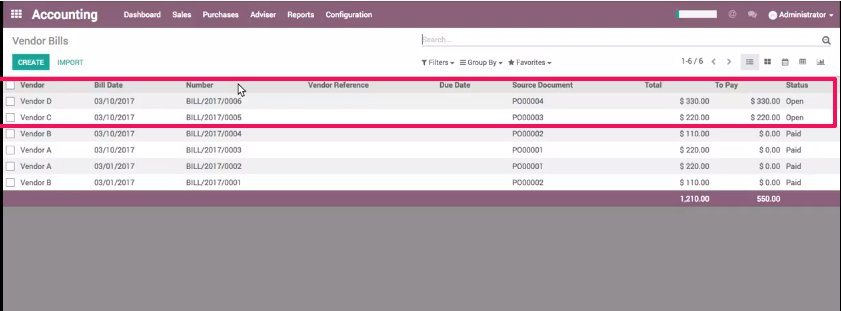 Accounting Dashboard Sales Purchases Adviser Reports Configuration @ Administrator
Vendor Bills Search...
CREATE IMPORT Filters Group By Favorites 1-6 / 6
Vendor Bill Date Number Vendor Reference Due Date Source Document Total To Pay Status
Vendor D 03/10/2017 BILL/2017/0006 PO00004 $ 330.00 $ 330.00 Open
Vendor C 03/10/2017 BILL/2017/0005 PO00003 $ 220.00 $ 220.00 Open
Vendor B 03/10/2017 BILL/2017/0004 PO00002 $ 110.00 $ 0.00 Paid
Vendor A 03/10/2017 BILL/2017/0003 PO00001 $ 220.00 $ 0.00 Paid
Vendor A 03/01/2017 BILL/2017/0002 PO00001 $ 220.00 $ 0.00 Paid
Vendor B 03/01/2017 BILL/2017/0001 PO00002 $ 110.00 $ 0.00 Paid
1,210.00 550.00